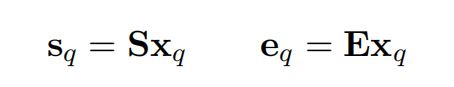 s_q = Sx_q e_q = Ex_q